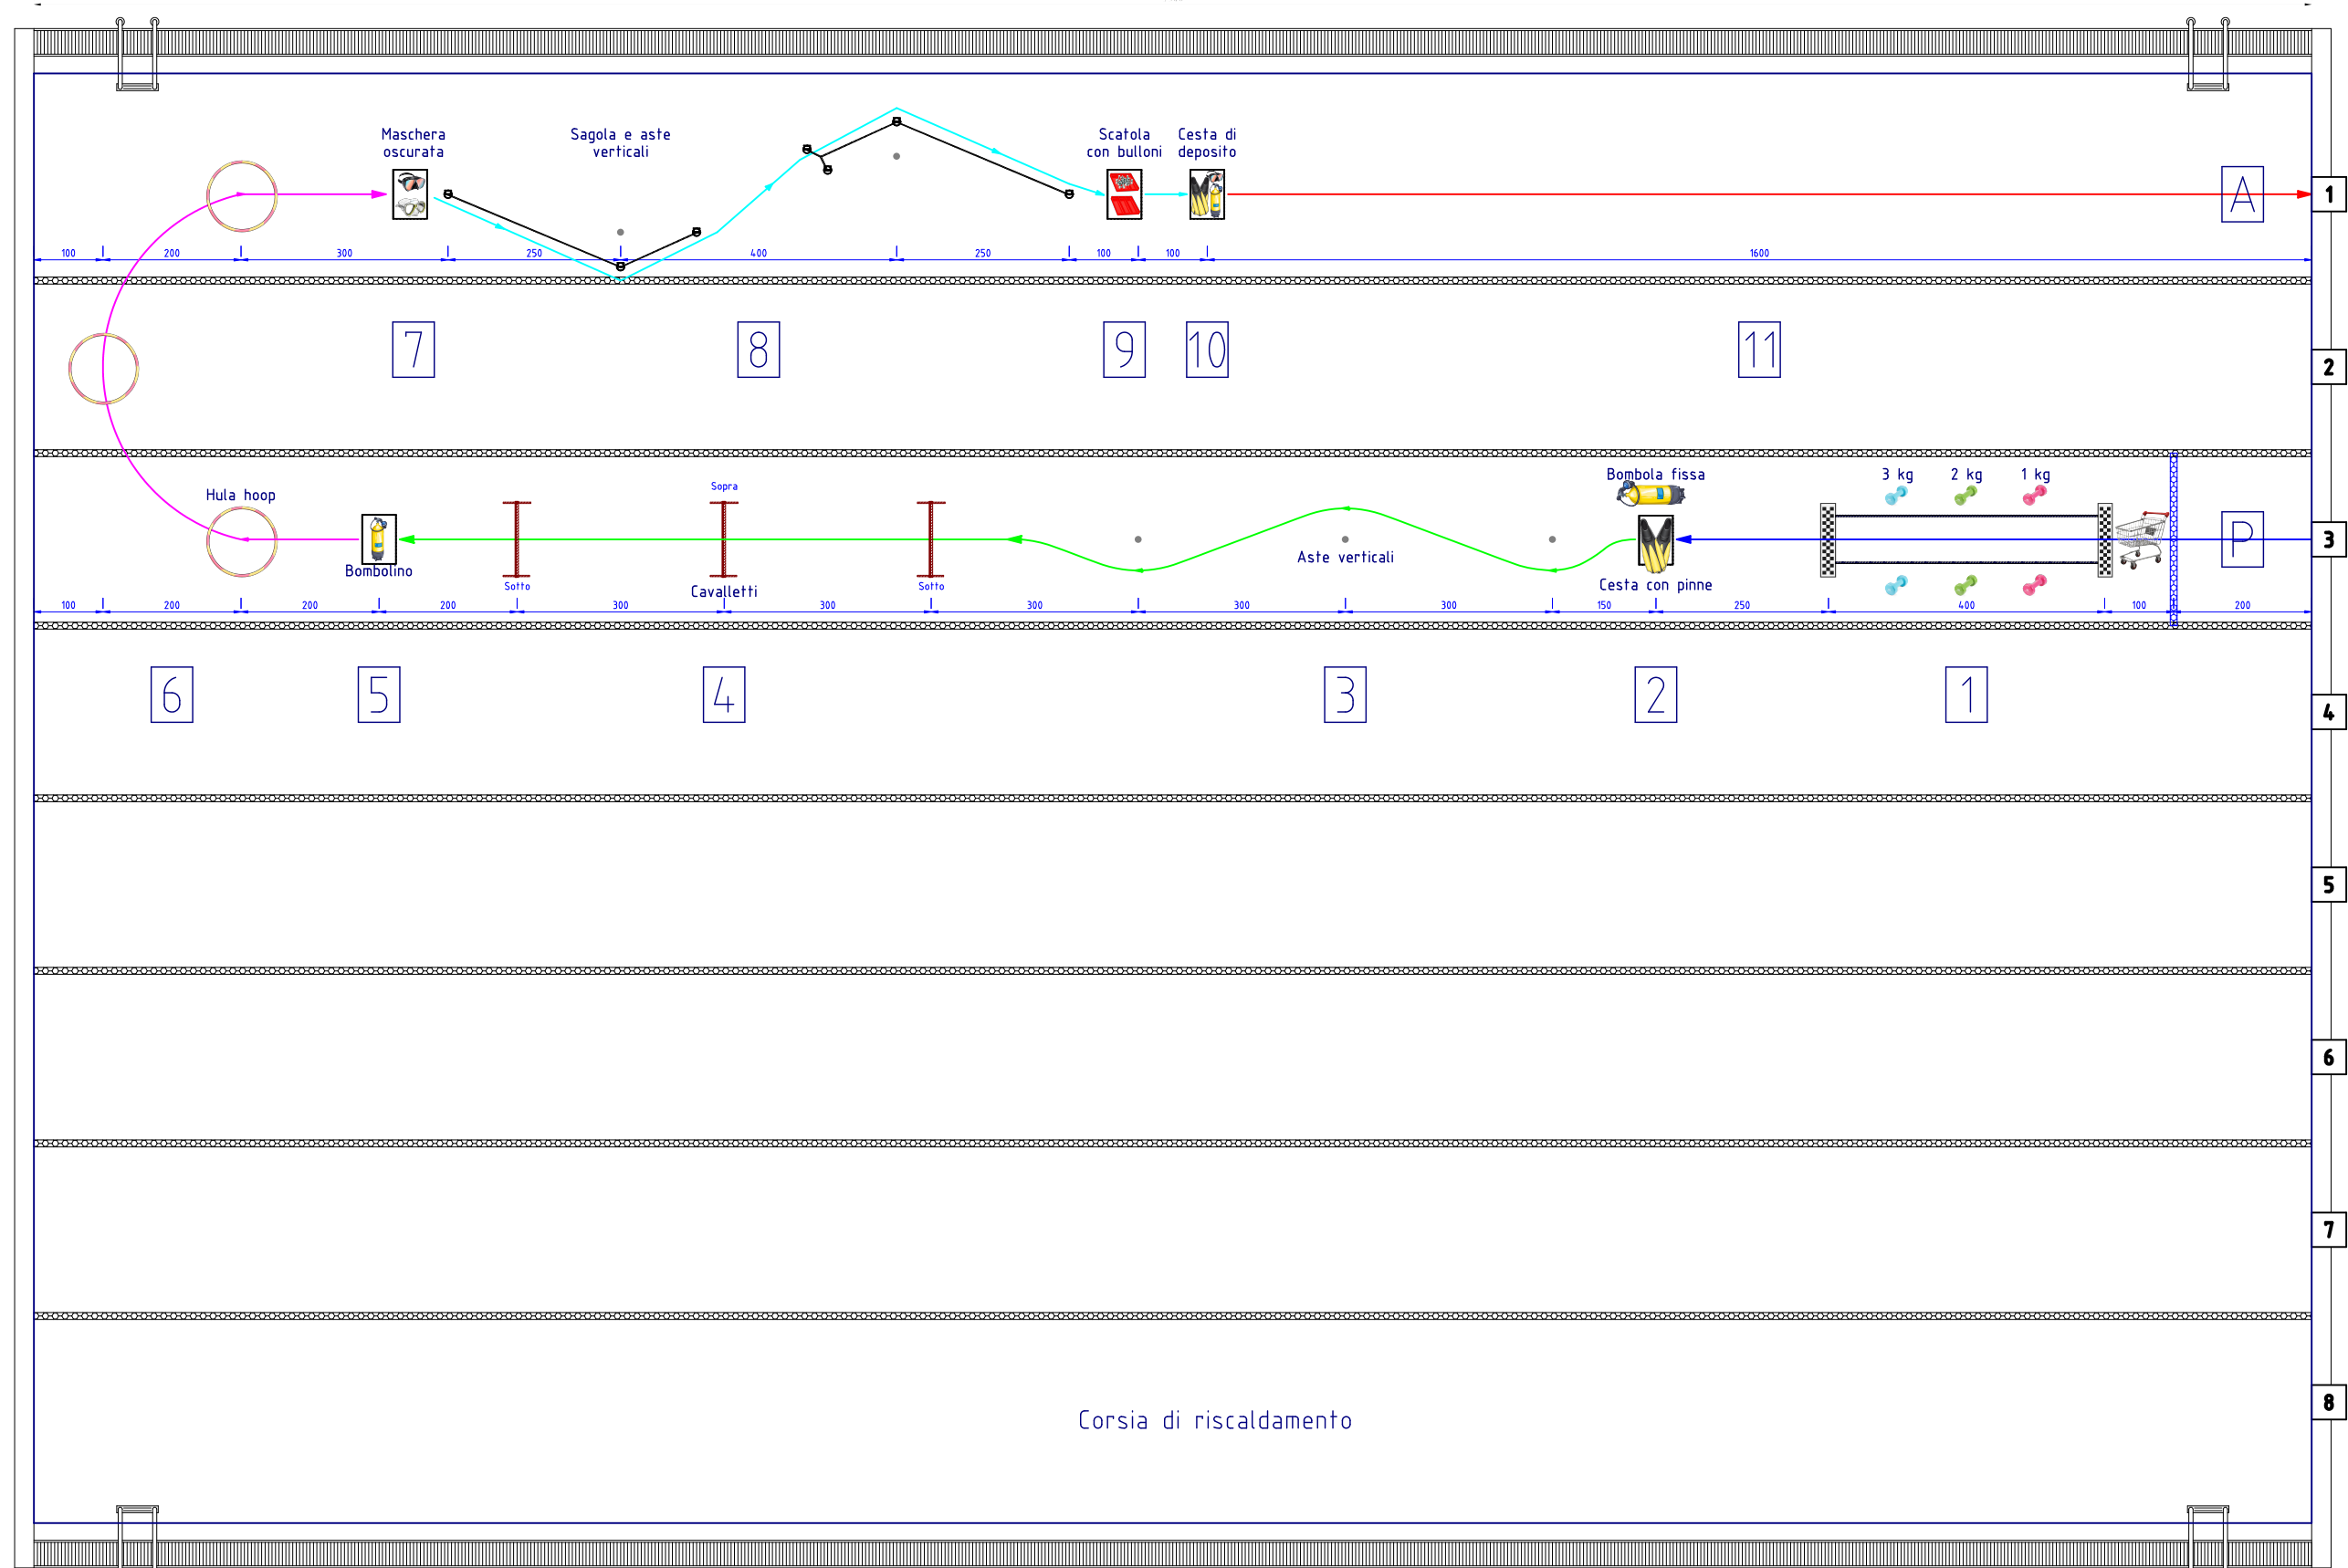 Maschera
oscurata
Sagola e aste
verticali
Scatola
con bulloni
Cesta di
deposito
A
1
100
200
300
250
400
250
100
100
1600
7
8
9
10
11
2
Hula hoop
Sopra
Bombola fissa
3 kg
2 kg
1 kg
P
3
Bombolino
Sotto
Cavalletti
Sotto
Aste verticali
Cesta con pinne
100
200
200
200
300
300
300
300
300
150
250
400
100
200
6
5
4
3
2
1
4
5
6
7
8
Corsia di riscaldamento